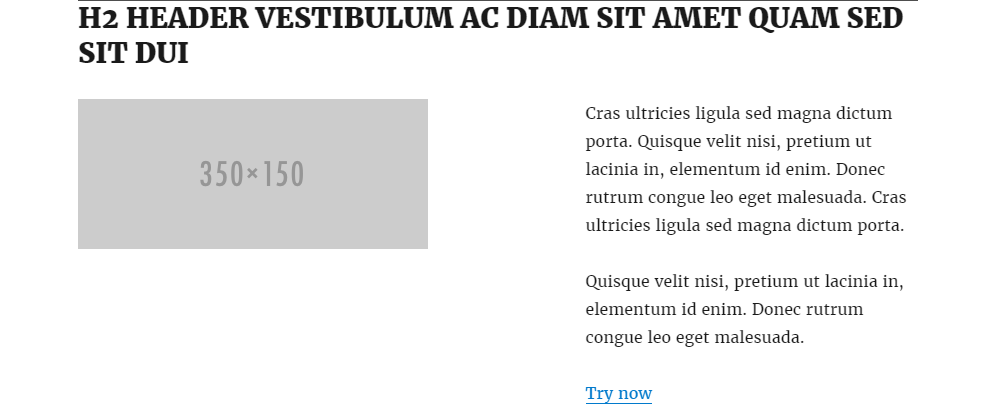 H2 HEADER VESTIBULUM AC DIAM SIT AMET QUAM SED
SIT DUI
350×150
Cras ultricies ligula sed magna dictum
porta. Quisque velit nisi, pretium ut
lacinia in, elementum id enim. Donec
rutrum congue leo eget malesuada. Cras
ultricies ligula sed magna dictum porta.
Quisque velit nisi, pretium ut lacinia in,
elementum id enim. Donec rutrum
congue leo eget malesuada.
Try now